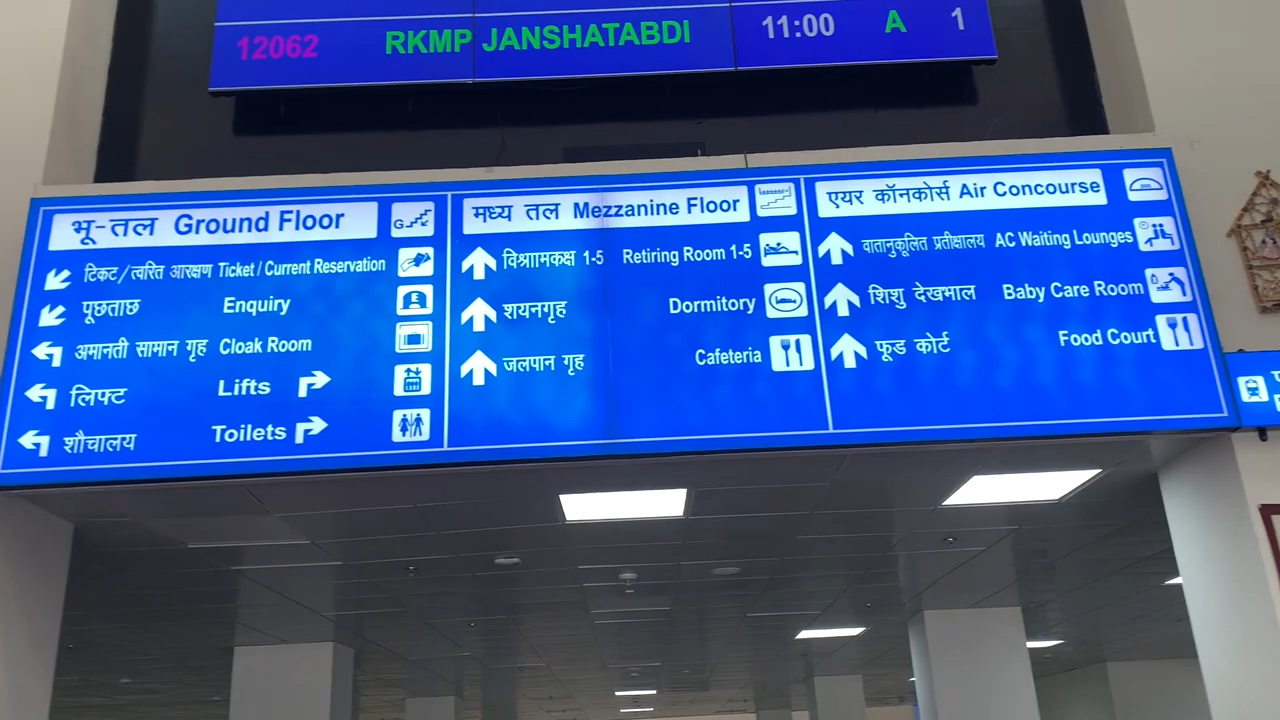 12062 RKMP JANSHATABDI 11:00 A 1
भू-तल Ground Floor G
टिकट/त्वरित आरक्षण Ticket / Current Reservation
पूछताछ Enquiry E
अमानती सामान गृह Cloak Room
लिफ्ट Lifts
शौचालय Toilets
मध्य तल Mezzanine Floor
विश्राामकक्ष 1-5 Retiring Room 1-5
शयनगृह Dormitory
जलपान गृह Cafeteria
एयर कॉनकोर्स Air Concourse
वातानुकूलित प्रतीक्षालय AC Waiting Lounges
शिशु देखभाल Baby Care Room
फूड कोर्ट Food Court